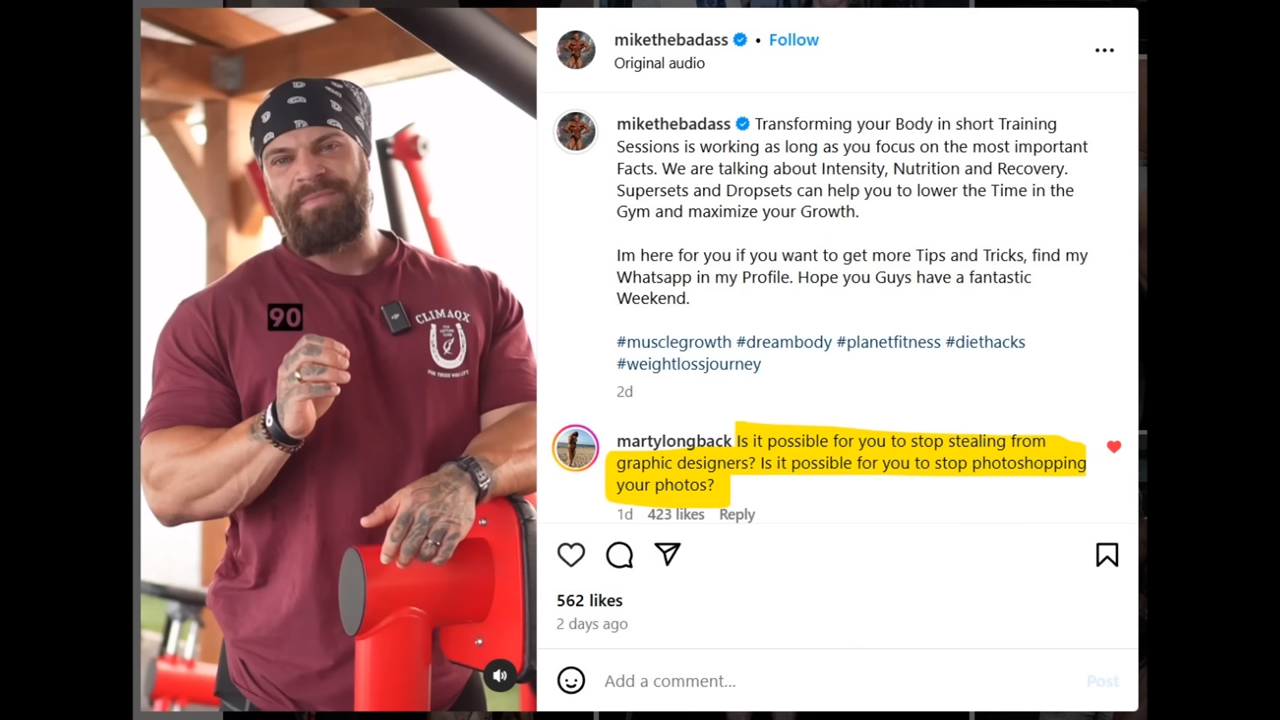 90
CLIMAQX
mikethebadass • Follow
Original audio
mikethebadass Transforming your Body in short Training
Sessions is working as long as you focus on the most important
Facts. We are talking about Intensity, Nutrition and Recovery.
Supersets and Dropsets can help you to lower the Time in the
Gym and maximize your Growth.
Im here for you if you want to get more Tips and Tricks, find my
Whatsapp in my Profile. Hope you Guys have a fantastic
Weekend.
#musclegrowth #dreambody #planetfitness #diethacks
#weightlossjourney
2d
martylongback Is it possible for you to stop stealing from
graphic designers? Is it possible for you to stop photoshopping
your photos?
1d 423 likes Reply
562 likes
2 days ago
Add a comment... Post